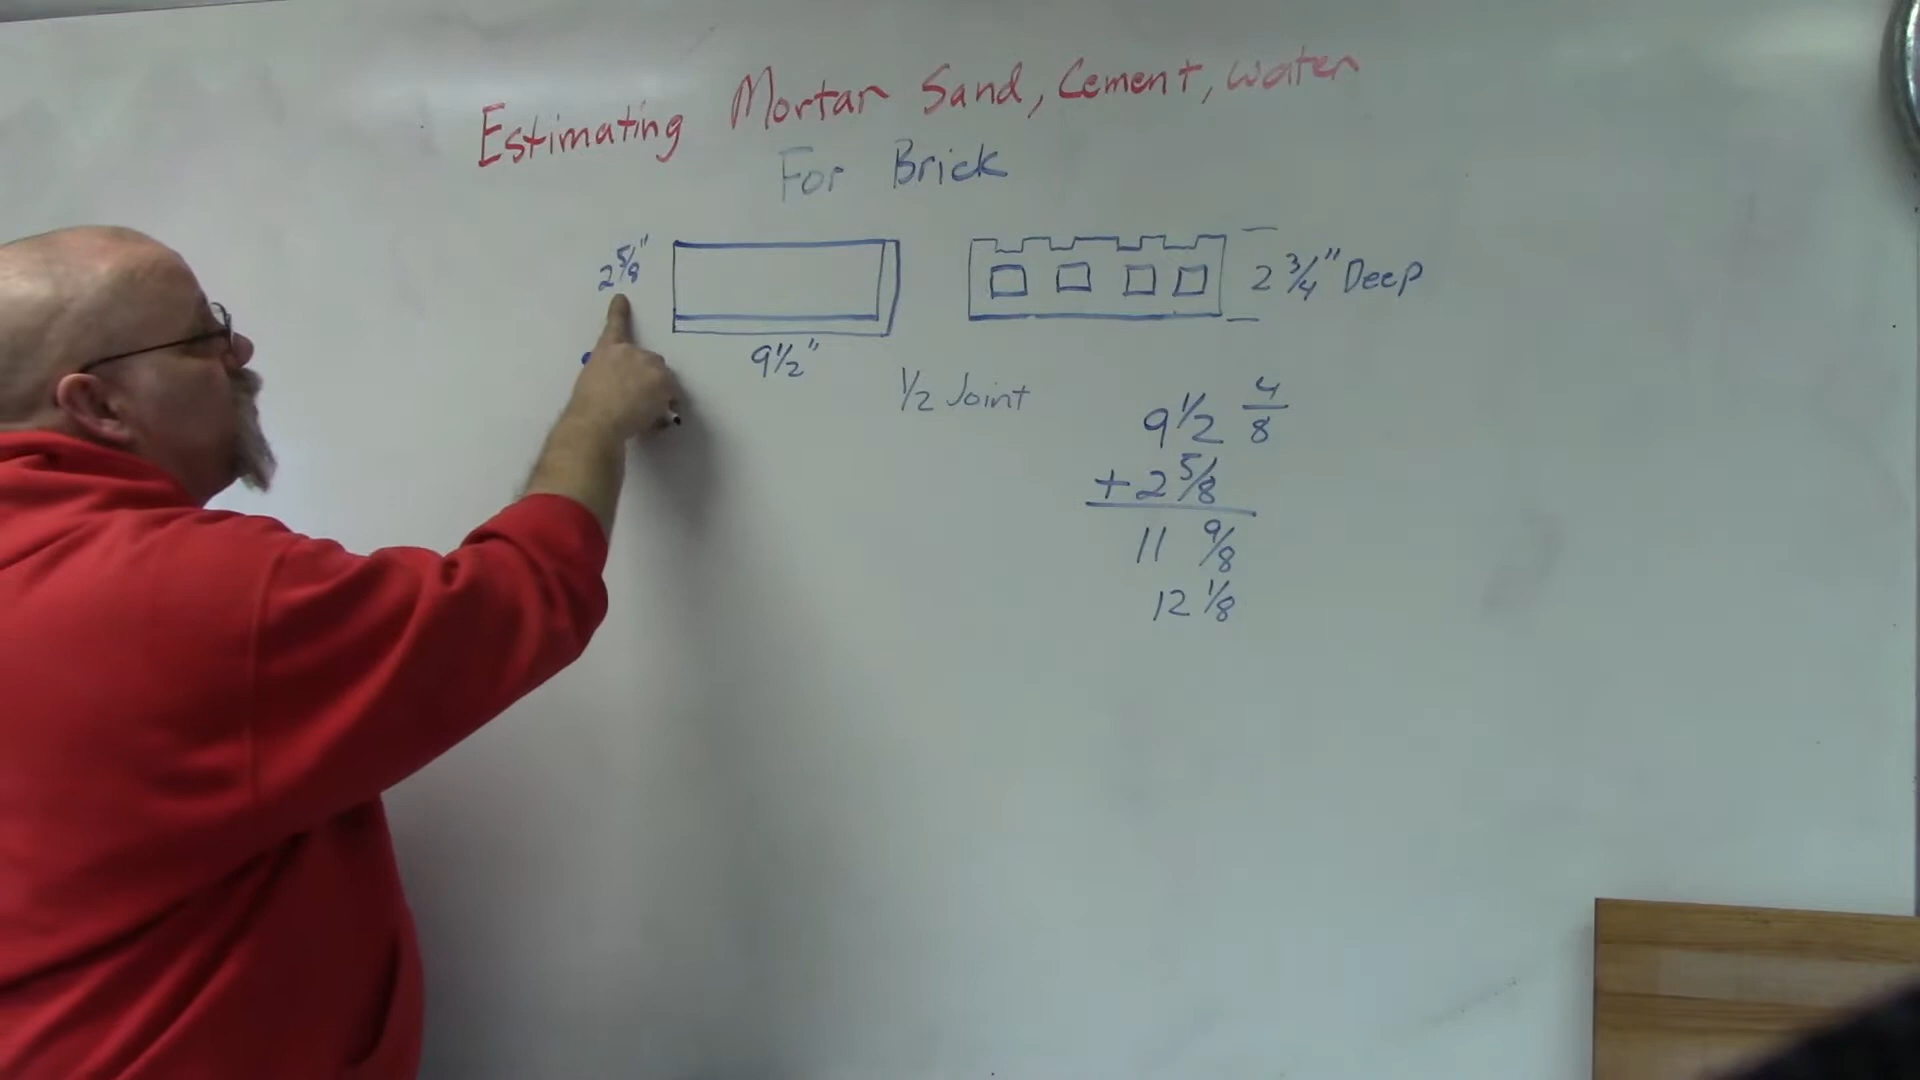 Estimating Mortar Sand, Cement, Water
For Brick
2 5/8"
2 3/4" Deep
9 1/2"
1/2 Joint
9 1/2 4/8
+ 2 5/8
11 9/8
12 1/8